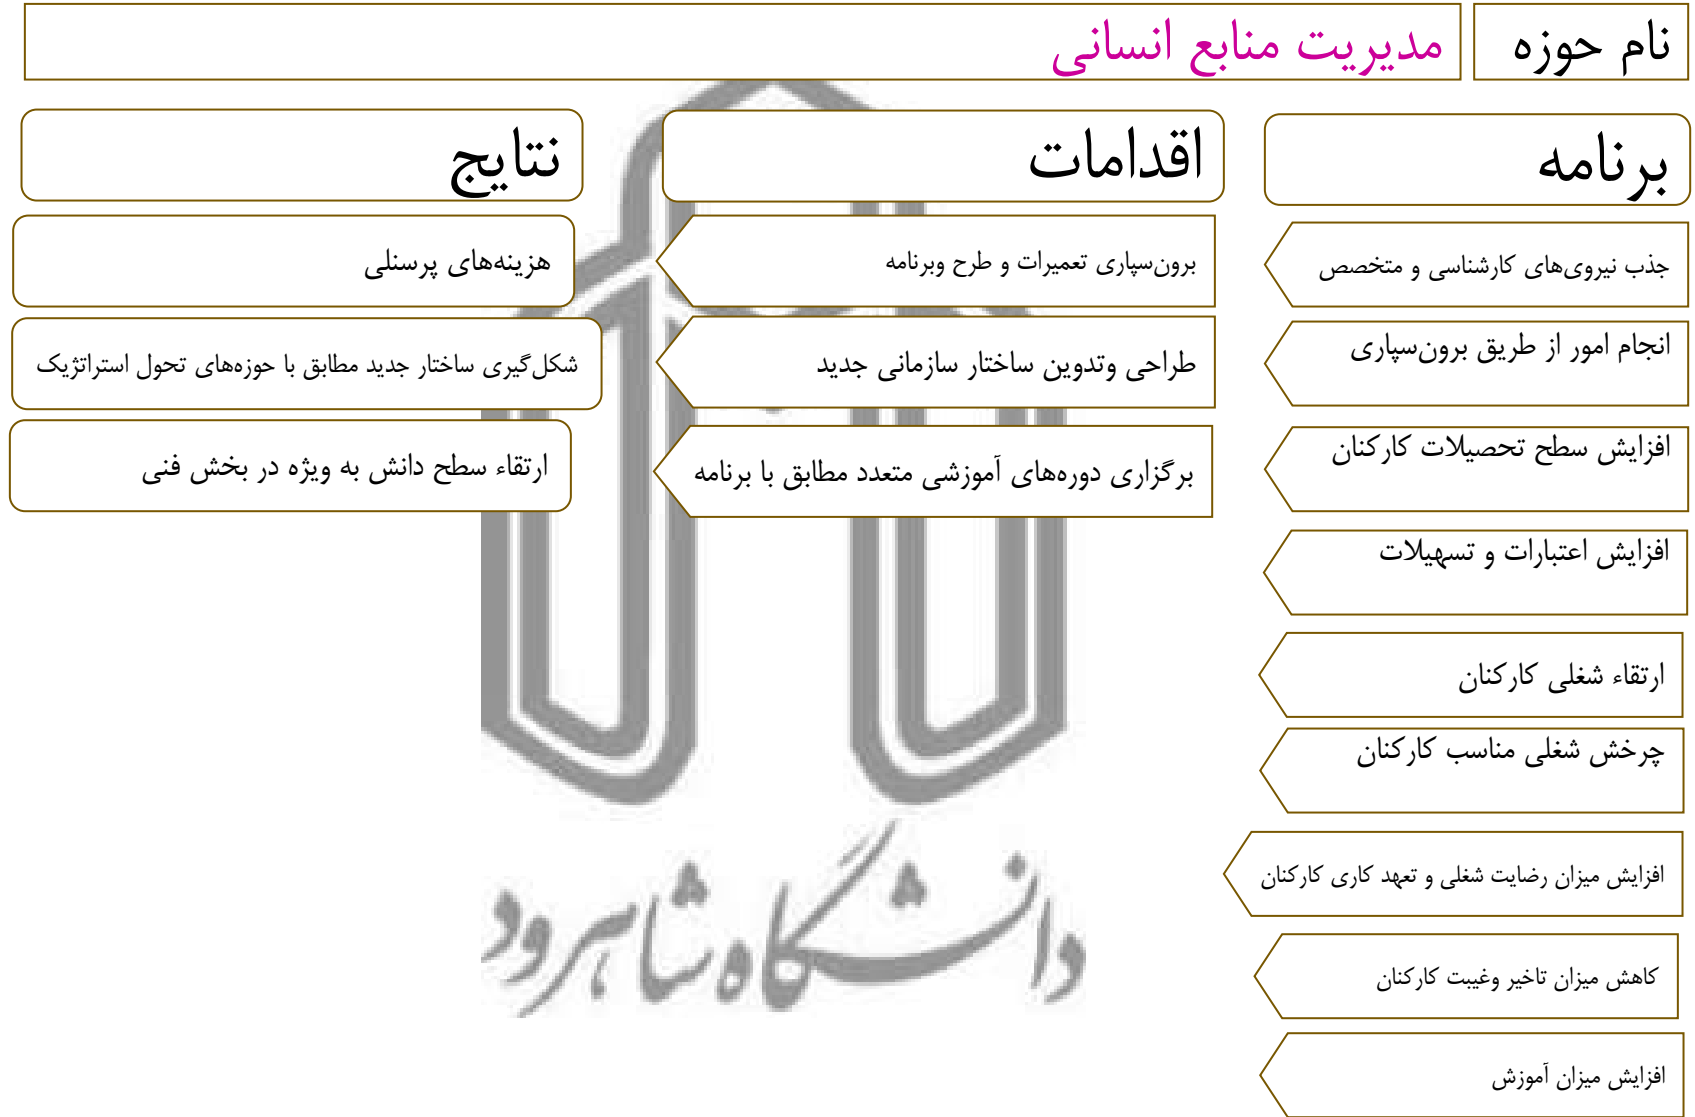 نام حوزه
مدیریت منابع انسانی
برنامه
اقدامات
نتایج
جذب نیروی‌های کارشناسی و متخصص
برون‌سپاری تعمیرات و طرح وبرنامه
هزینه‌های پرسنلی
انجام امور از طریق برون‌سپاری
طراحی وتدوین ساختار سازمانی جدید
شکل‌گیری ساختار جدید مطابق با حوزه‌های تحول استراتژیک
افزایش سطح تحصیلات کارکنان
برگزاری دوره‌های آموزشی متعدد مطابق با برنامه
ارتقاء سطح دانش به ویژه در بخش فنی
افزایش اعتبارات و تسهیلات
ارتقاء شغلی کارکنان
چرخش شغلی مناسب کارکنان
افزایش میزان رضایت شغلی و تعهد کاری کارکنان
کاهش میزان تاخیر وغیبت کارکنان
افزایش میزان آموزش
دانشگاه شاهرود